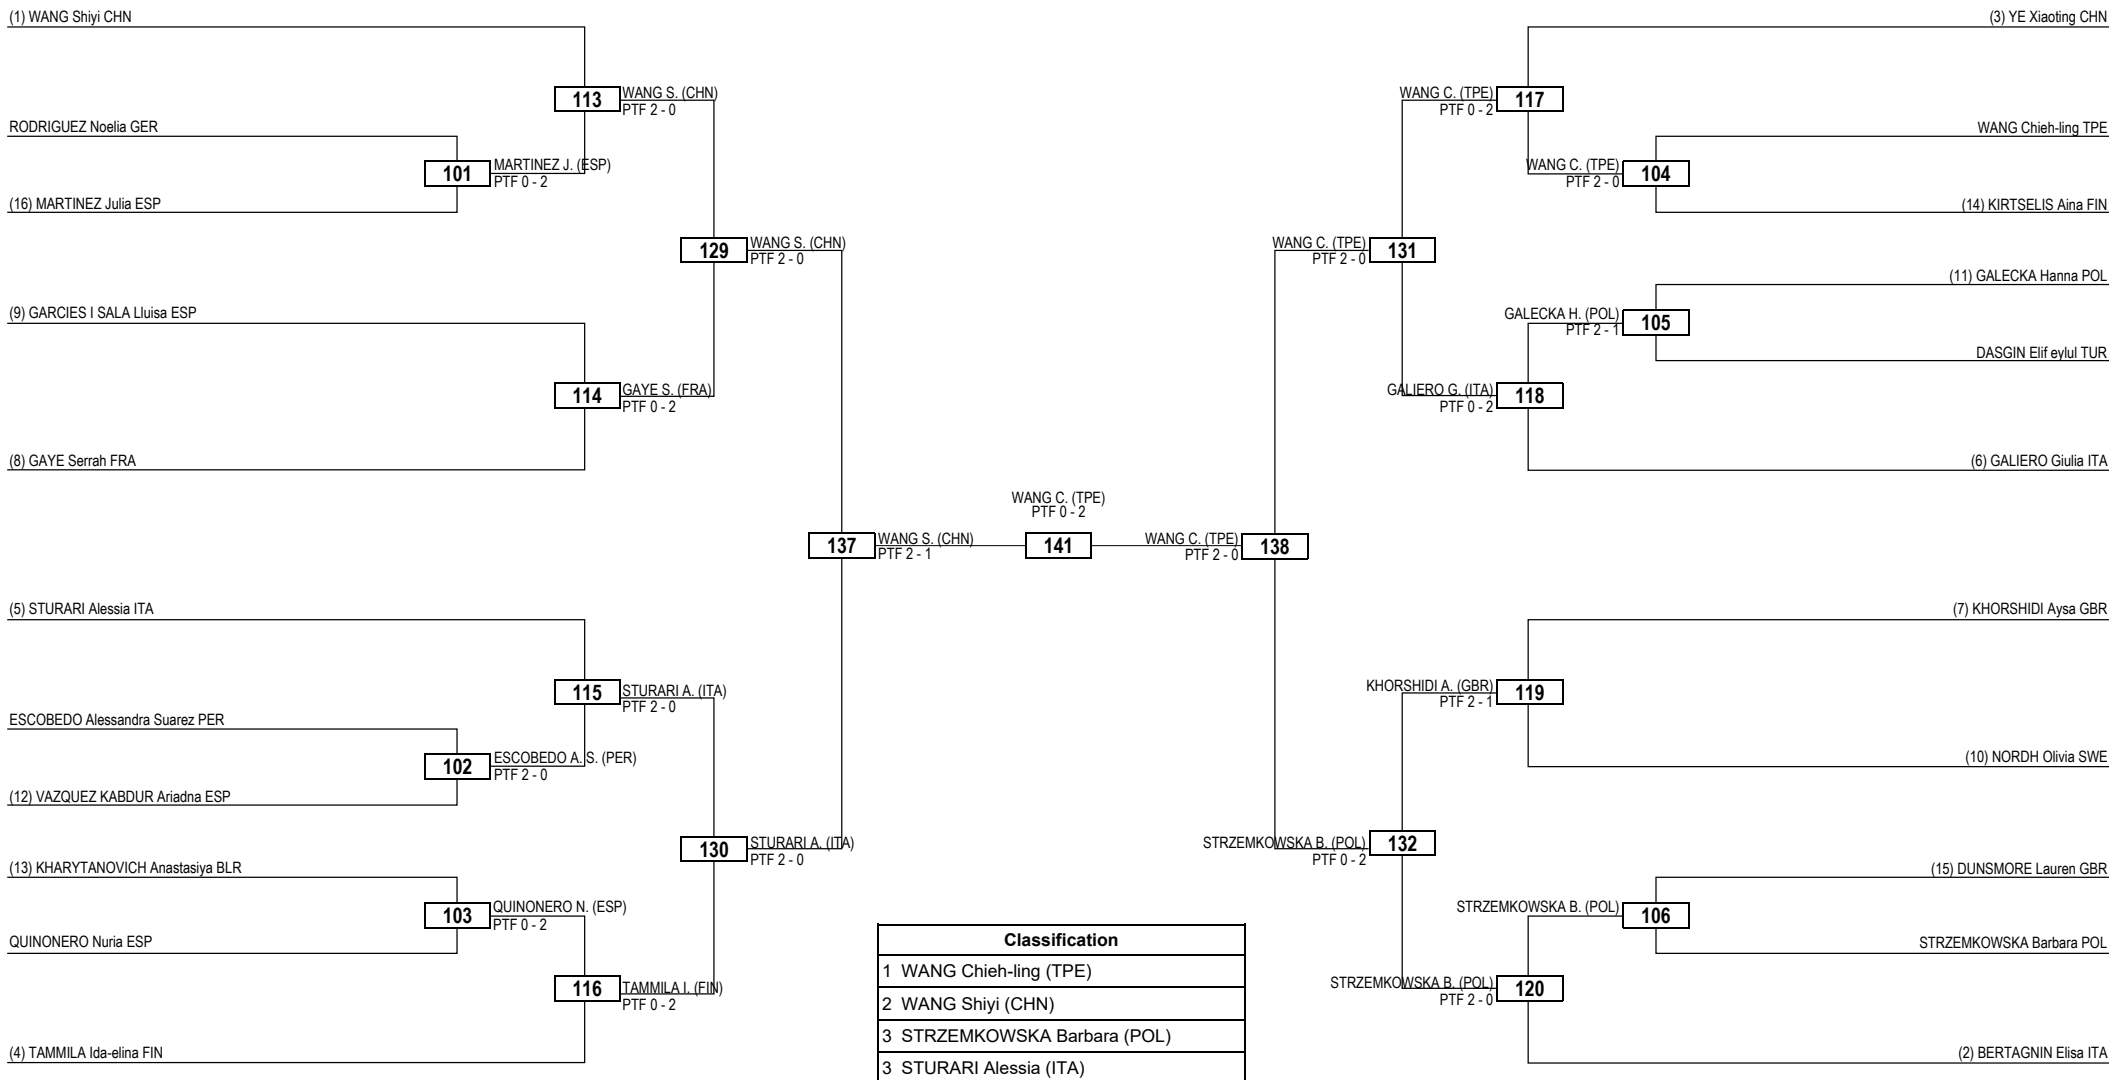 (1) WANG Shiyi CHN
(3) YE Xiaoting CHN
113
WANG S. (CHN)
PTF 2 - 0
WANG C. (TPE)
PTF 0 - 2
117
RODRIGUEZ Noelia GER
WANG Chieh-ling TPE
101
MARTINEZ J. (ESP)
PTF 0 - 2
WANG C. (TPE)
PTF 2 - 0
104
(16) MARTINEZ Julia ESP
(14) KIRTSELIS Aina FIN
129
WANG S. (CHN)
PTF 2 - 0
WANG C. (TPE)
PTF 2 - 0
131
(11) GALECKA Hanna POL
(9) GARCIES I SALA Lluisa ESP
GALECKA H. (POL)
PTF 2 - 1
105
DASGIN Elif eylul TUR
114
GAYE S. (FRA)
PTF 0 - 2
GALIERO G. (ITA)
PTF 0 - 2
118
(8) GAYE Serrah FRA
(6) GALIERO Giulia ITA
WANG C. (TPE)
PTF 0 - 2
137
WANG S. (CHN)
PTF 2 - 1
141
WANG C. (TPE)
PTF 2 - 0
138
(5) STURARI Alessia ITA
(7) KHORSHIDI Aysa GBR
115
STURARI A. (ITA)
PTF 2 - 0
KHORSHIDI A. (GBR)
PTF 2 - 1
119
ESCOBEDO Alessandra Suarez PER
102
ESCOBEDO A. S. (PER)
PTF 2 - 0
(10) NORDH Olivia SWE
(12) VAZQUEZ KABDUR Ariadna ESP
130
STURARI A. (ITA)
PTF 2 - 0
STRZEMKOWSKA B. (POL)
PTF 0 - 2
132
(13) KHARYTANOVICH Anastasiya BLR
(15) DUNSMORE Lauren GBR
103
QUINONERO N. (ESP)
PTF 0 - 2
STRZEMKOWSKA B. (POL)
106
QUINONERO Nuria ESP
STRZEMKOWSKA Barbara POL
116
TAMMILA I. (FIN)
PTF 0 - 2
STRZEMKOWSKA B. (POL)
PTF 2 - 0
120
(4) TAMMILA Ida-elina FIN
(2) BERTAGNIN Elisa ITA
Classification
1 WANG Chieh-ling (TPE)
2 WANG Shiyi (CHN)
3 STRZEMKOWSKA Barbara (POL)
3 STURARI Alessia (ITA)